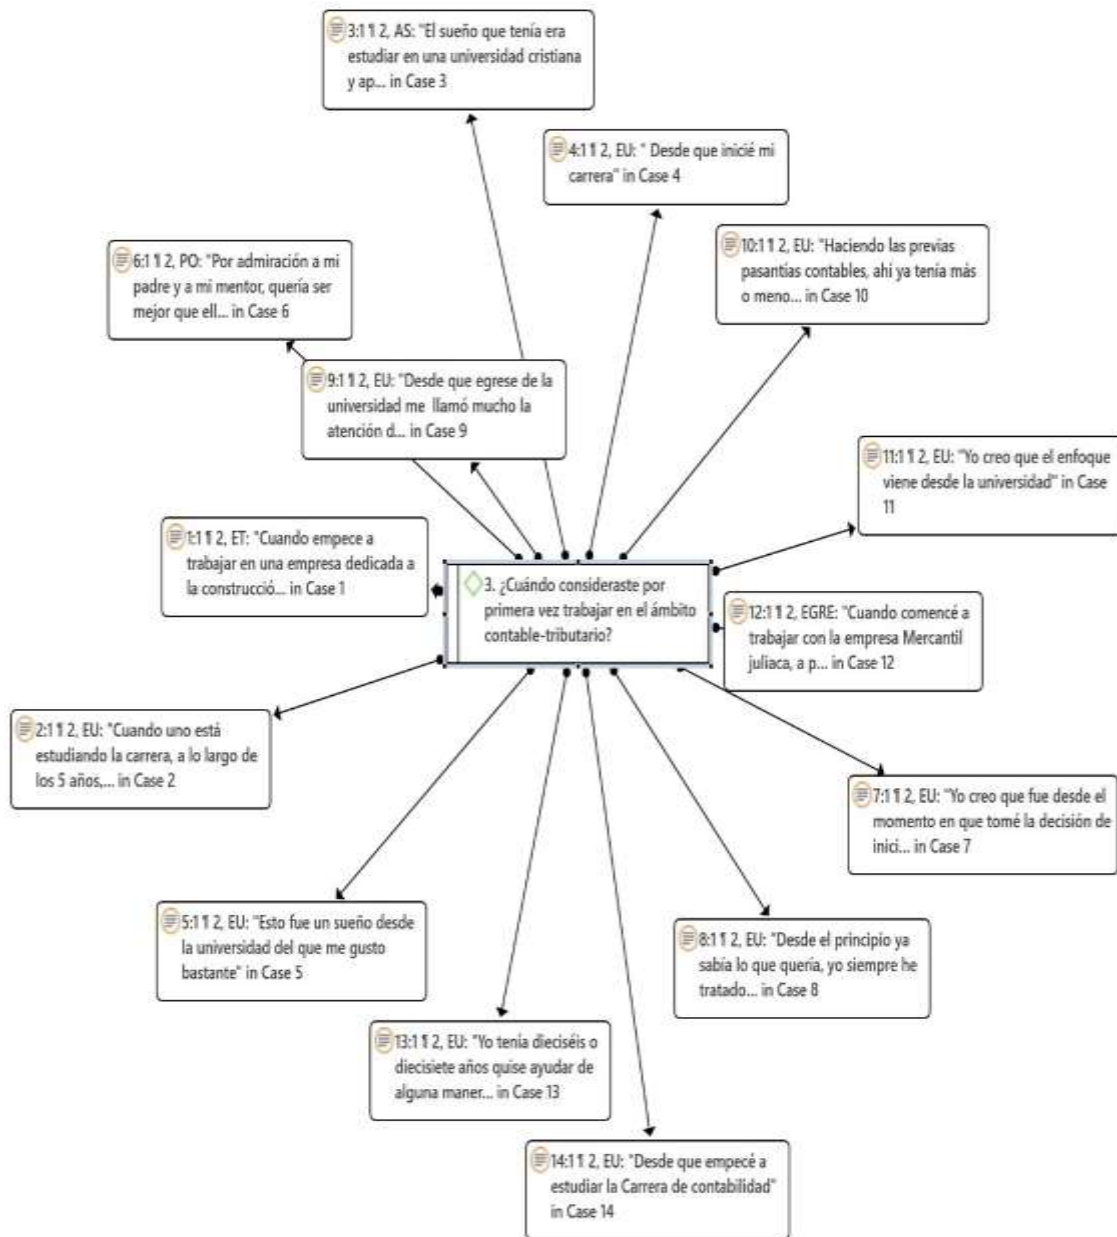 3:1 ¶ 2, AS: "El sueño que tenía era
estudiar en una universidad cristiana
y ap... in Case 3
4:1 ¶ 2, EU: " Desde que inicié mi
carrera" in Case 4
6:1 ¶ 2, PO: "Por admiración a mi
padre y a mi mentor, quería ser
mejor que ell... in Case 6
10:1 ¶ 2, EU: "Haciendo las previas
pasantías contables, ahí ya tenía más
o meno... in Case 10
9:1 ¶ 2, EU: "Desde que egrese de la
universidad me llamó mucho la
atención d... in Case 9
11:1 ¶ 2, EU: "Yo creo que el enfoque
viene desde la universidad" in Case
11
1:1 ¶ 2, ET: "Cuando empece a
trabajar en una empresa dedicada a
la construcció... in Case 1
3. ¿Cuándo consideraste por
primera vez trabajar en el ámbito
contable-tributario?
12:1 ¶ 2, EGRE: "Cuando comencé a
trabajar con la empresa Mercantil
juliaca, a p... in Case 12
2:1 ¶ 2, EU: "Cuando uno está
estudiando la carrera, a lo largo de
los 5 años,... in Case 2
7:1 ¶ 2, EU: "Yo creo que fue desde el
momento en que tomé la decisión de
inici... in Case 7
5:1 ¶ 2, EU: "Esto fue un sueño desde
la universidad del que me gusto
bastante" in Case 5
8:1 ¶ 2, EU: "Desde el principio ya
sabía lo que quería, yo siempre he
tratado... in Case 8
13:1 ¶ 2, EU: "Yo tenía dieciséis o
diecisiete años quise ayudar de
alguna maner... in Case 13
14:1 ¶ 2, EU: "Desde que empecé a
estudiar la Carrera de contabilidad"
in Case 14